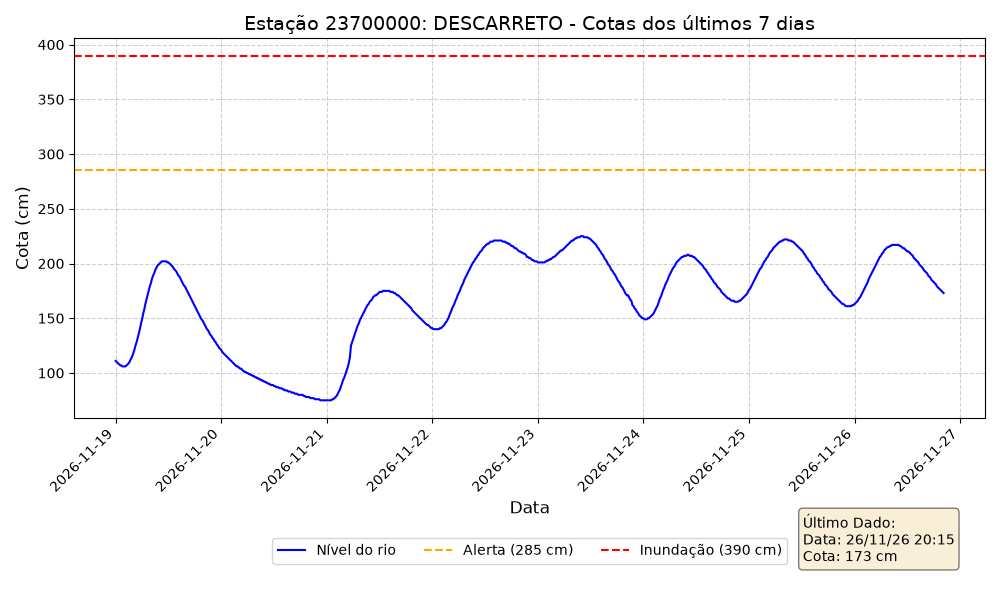 Estação 23700000: DESCARRETO - Cotas dos últimos 7 dias
Cota (cm)
400
350
300
250
200
150
100
2026-11-19
2026-11-20
2026-11-21
2026-11-22
2026-11-23
2026-11-24
2026-11-25
2026-11-26
2026-11-27
Data
Nível do rio
Alerta (285 cm)
Inundação (390 cm)
Último Dado:
Data: 26/11/26 20:15
Cota: 173 cm